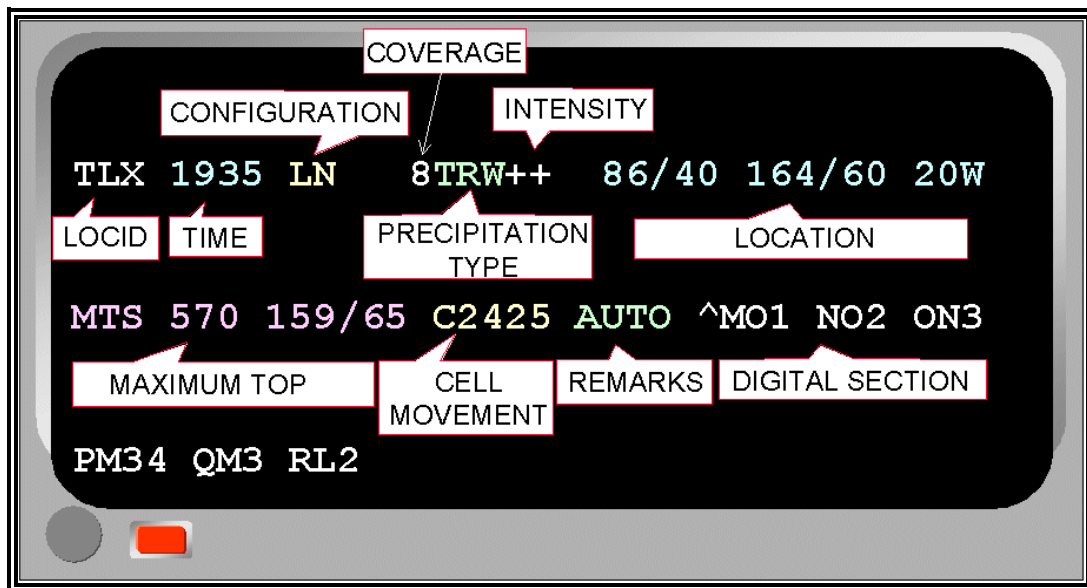 COVERAGE
CONFIGURATION INTENSITY
TLX 1935 LN 8TRW++ 86/40 164/60 20W
LOCID TIME PRECIPITATION TYPE LOCATION
MTS 570 159/65 C2425 AUTO ^MO1 NO2 ON3
MAXIMUM TOP CELL MOVEMENT REMARKS DIGITAL SECTION
PM34 QM3 RL2